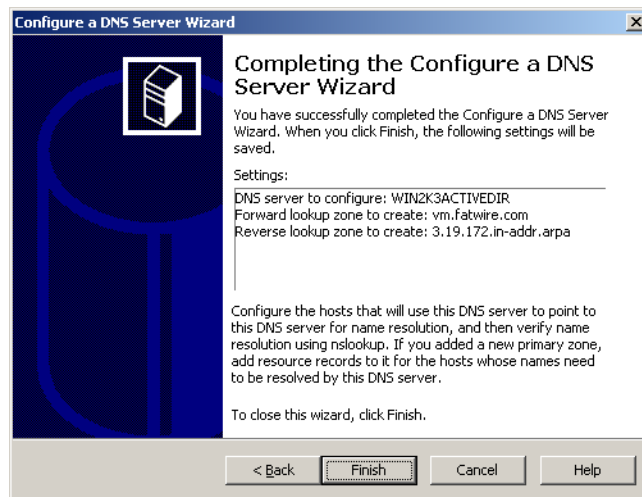 Configure a DNS Server Wizard
Completing the Configure a DNS
Server Wizard
You have successfully completed the Configure a DNS Server
Wizard. When you click Finish, the following settings will be
saved.
Settings:
DNS server to configure: WIN2K3ACTIVEDIR
Forward lookup zone to create: vm.fatwire.com
Reverse lookup zone to create: 3.19.172.in-addr.arpa
Configure the hosts that will use this DNS server to point to
this DNS server for name resolution, and then verify name
resolution using nslookup. If you added a new primary zone,
add resource records to it for the hosts whose names need
to be resolved by this DNS server.
To close this wizard, click Finish.
< Back Finish Cancel Help